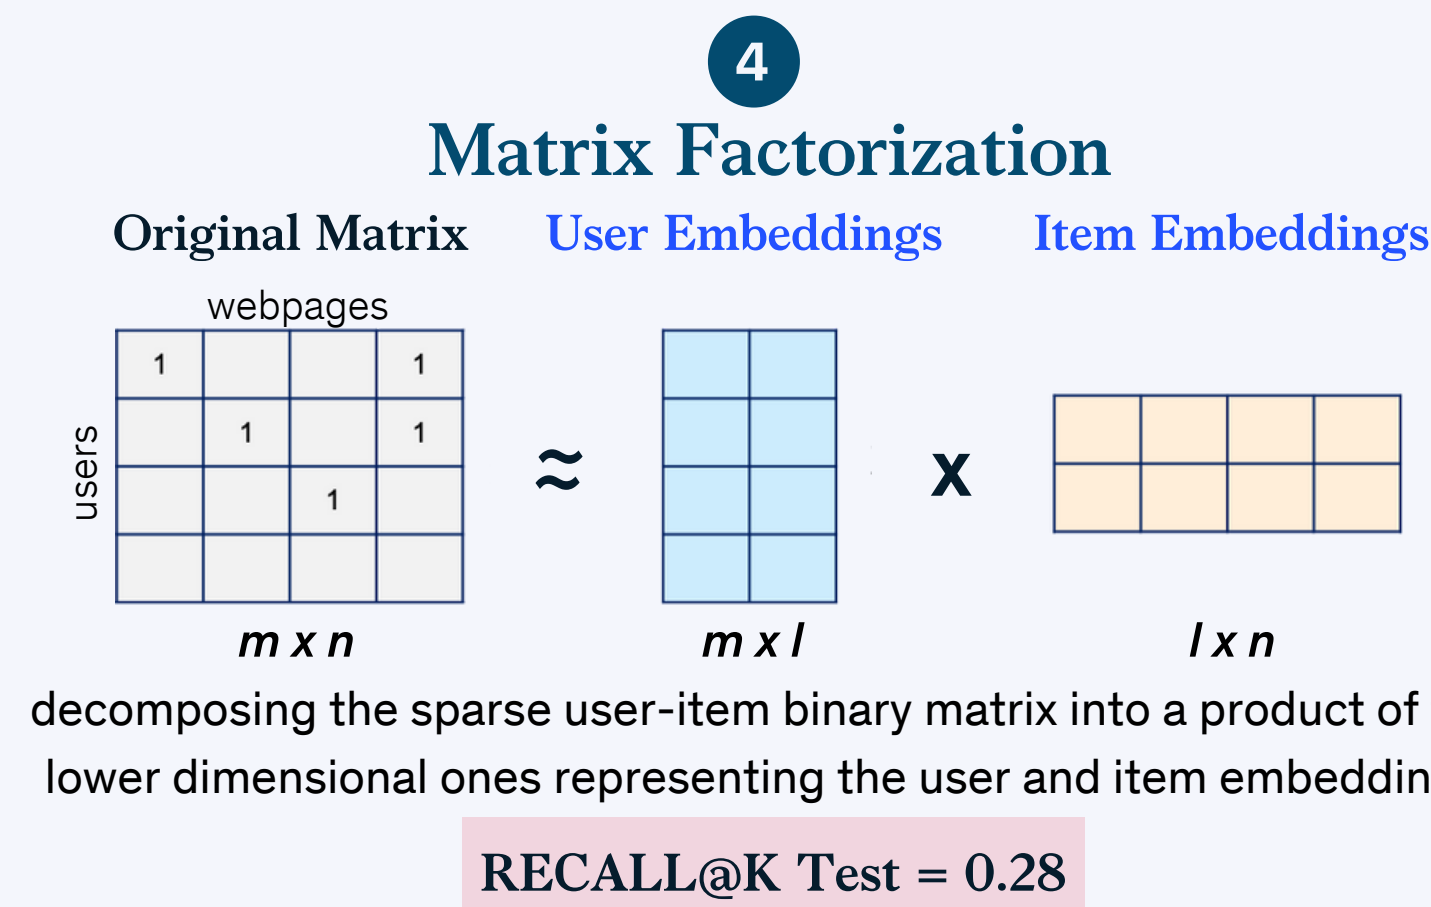 4
Matrix Factorization
Original Matrix User Embeddings Item Embeddings
webpages
users
1 1
1 1
1
≈ x
m x n m x l l x n
decomposing the sparse user-item binary matrix into a product of
lower dimensional ones representing the user and item embeddin
RECALL@K Test = 0.28